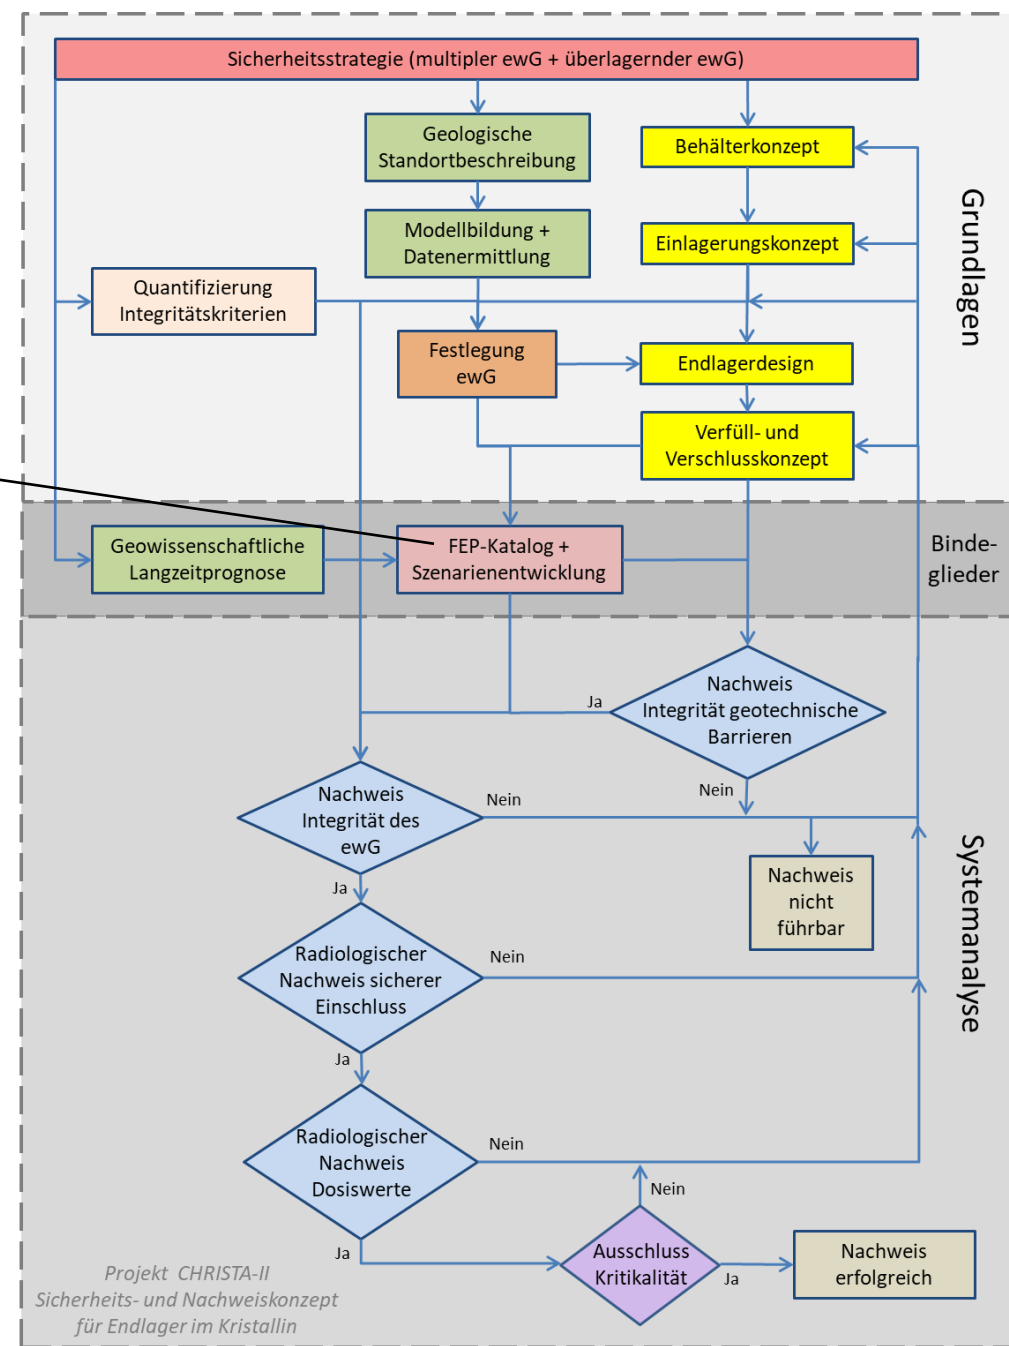 Sicherheitsstrategie (multipler ewG + überlagernder ewG)
Geologische
Standortbeschreibung
Behälterkonzept
Modellbildung +
Datenermittlung
Einlagerungskonzept
Grundlagen
Quantifizierung
Integritätskriterien
Festlegung
ewG
Endlagerdesign
Verfüll- und
Verschlusskonzept
Geowissenschaftliche
Langzeitprognose
FEP-Katalog +
Szenarienentwicklung
Binde-
glieder
Nachweis
Integrität geotechnische
Barrieren
Ja
Nein
Nachweis
Integrität des
ewG
Nein
Ja
Nachweis
nicht
führbar
Systemanalyse
Radiologischer
Nachweis sicherer
Einschluss
Nein
Ja
Radiologischer
Nachweis
Dosiswerte
Nein
Ja
Nein
Ausschluss
Kritikalität
Ja
Nachweis
erfolgreich
Projekt CHRISTA-II
Sicherheits- und Nachweiskonzept
für Endlager im Kristallin